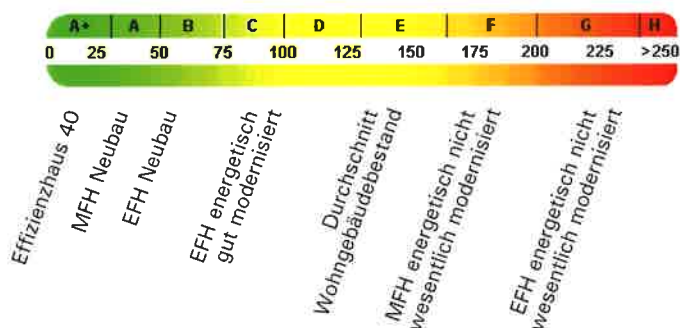 A+ A B C D E F G H
0 25 50 75 100 125 150 175 200 225 >250
Effizienzhaus 40
MFH Neubau
EFH Neubau
EFH energetisch
gut modernisiert
Durchschnitt
Wohngebäudebestand
MFH energetisch nicht
wesentlich modernisiert
EFH energetisch nicht
wesentlich modernisiert